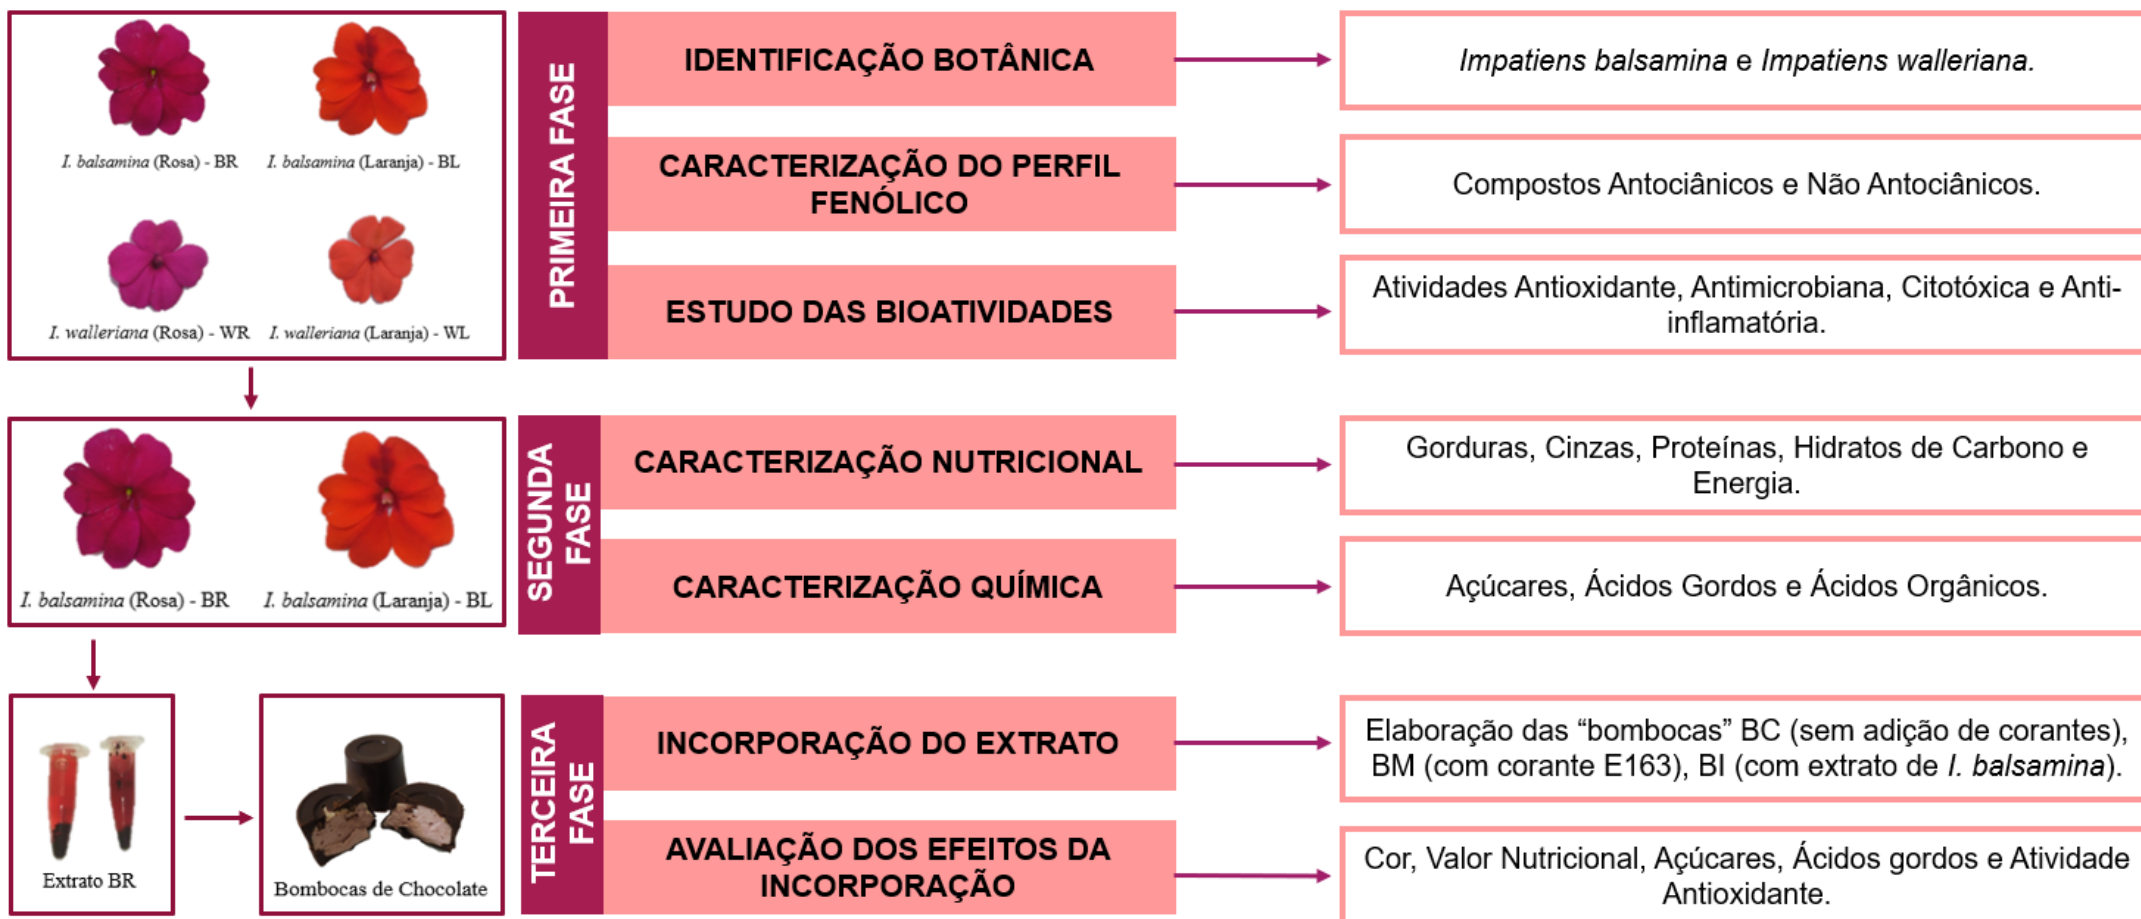 I. balsamina (Rosa) - BR
I. balsamina (Laranja) - BL
I. walleriana (Rosa) - WR
I. walleriana (Laranja) - WL
PRIMEIRA FASE
IDENTIFICAÇÃO BOTÂNICA
Impatiens balsamina e Impatiens walleriana.
CARACTERIZAÇÃO DO PERFIL
FENÓLICO
Compostos Antociânicos e Não Antociânicos.
ESTUDO DAS BIOATIVIDADES
Atividades Antioxidante, Antimicrobiana, Citotóxica e Anti-
inflamatória.
I. balsamina (Rosa) - BR
I. balsamina (Laranja) - BL
SEGUNDA
FASE
CARACTERIZAÇÃO NUTRICIONAL
Gorduras, Cinzas, Proteínas, Hidratos de Carbono e
Energia.
CARACTERIZAÇÃO QUÍMICA
Açúcares, Ácidos Gordos e Ácidos Orgânicos.
Extrato BR
Bombocas de Chocolate
TERCEIRA
FASE
INCORPORAÇÃO DO EXTRATO
Elaboração das “bombocas” BC (sem adição de corantes),
BM (com corante E163), BI (com extrato de I. balsamina).
AVALIAÇÃO DOS EFEITOS DA
INCORPORAÇÃO
Cor, Valor Nutricional, Açúcares, Ácidos gordos e Atividade
Antioxidante.